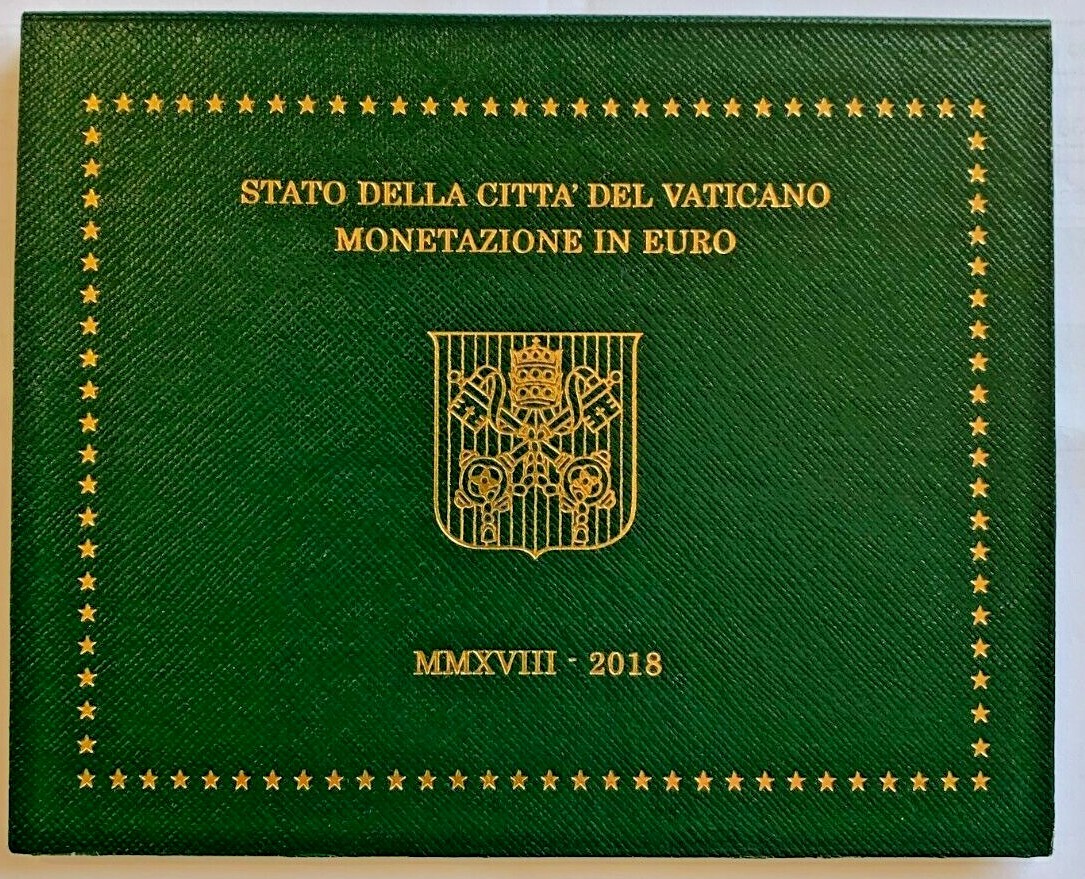 STATO DELLA CITTA' DEL VATICANO
MONETAZIONE IN EURO
MMXVIII - 2018